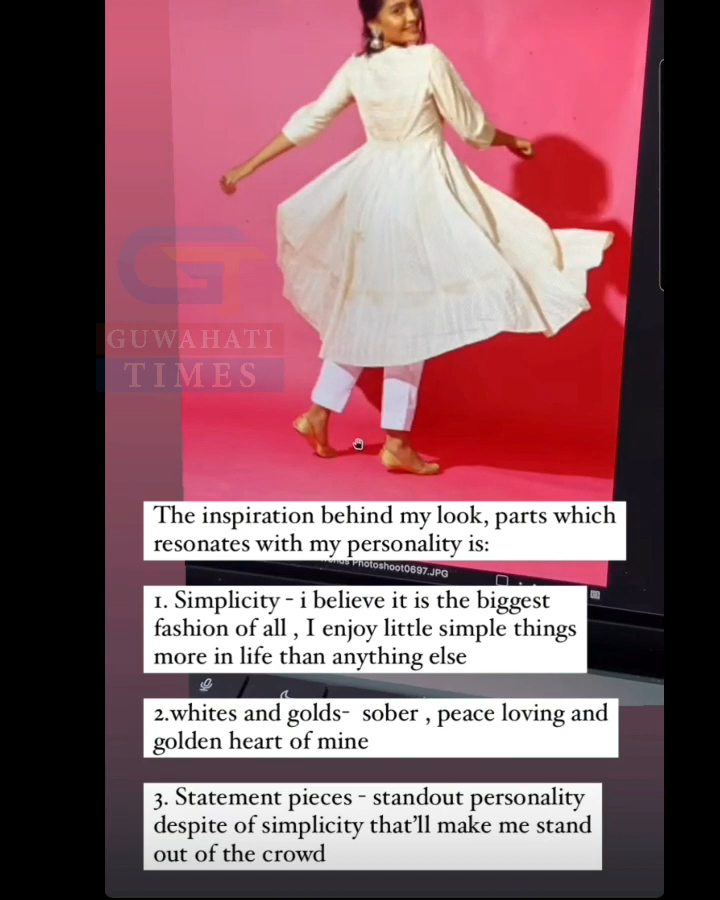 GT
GUWAHATI
TIMES
The inspiration behind my look, parts which
resonates with my personality is:
Photoshoot0697.JPG
1. Simplicity - i believe it is the biggest
fashion of all , I enjoy little simple things
more in life than anything else
2.whites and golds- sober , peace loving and
golden heart of mine
3. Statement pieces - standout personality
despite of simplicity that'll make me stand
out of the crowd